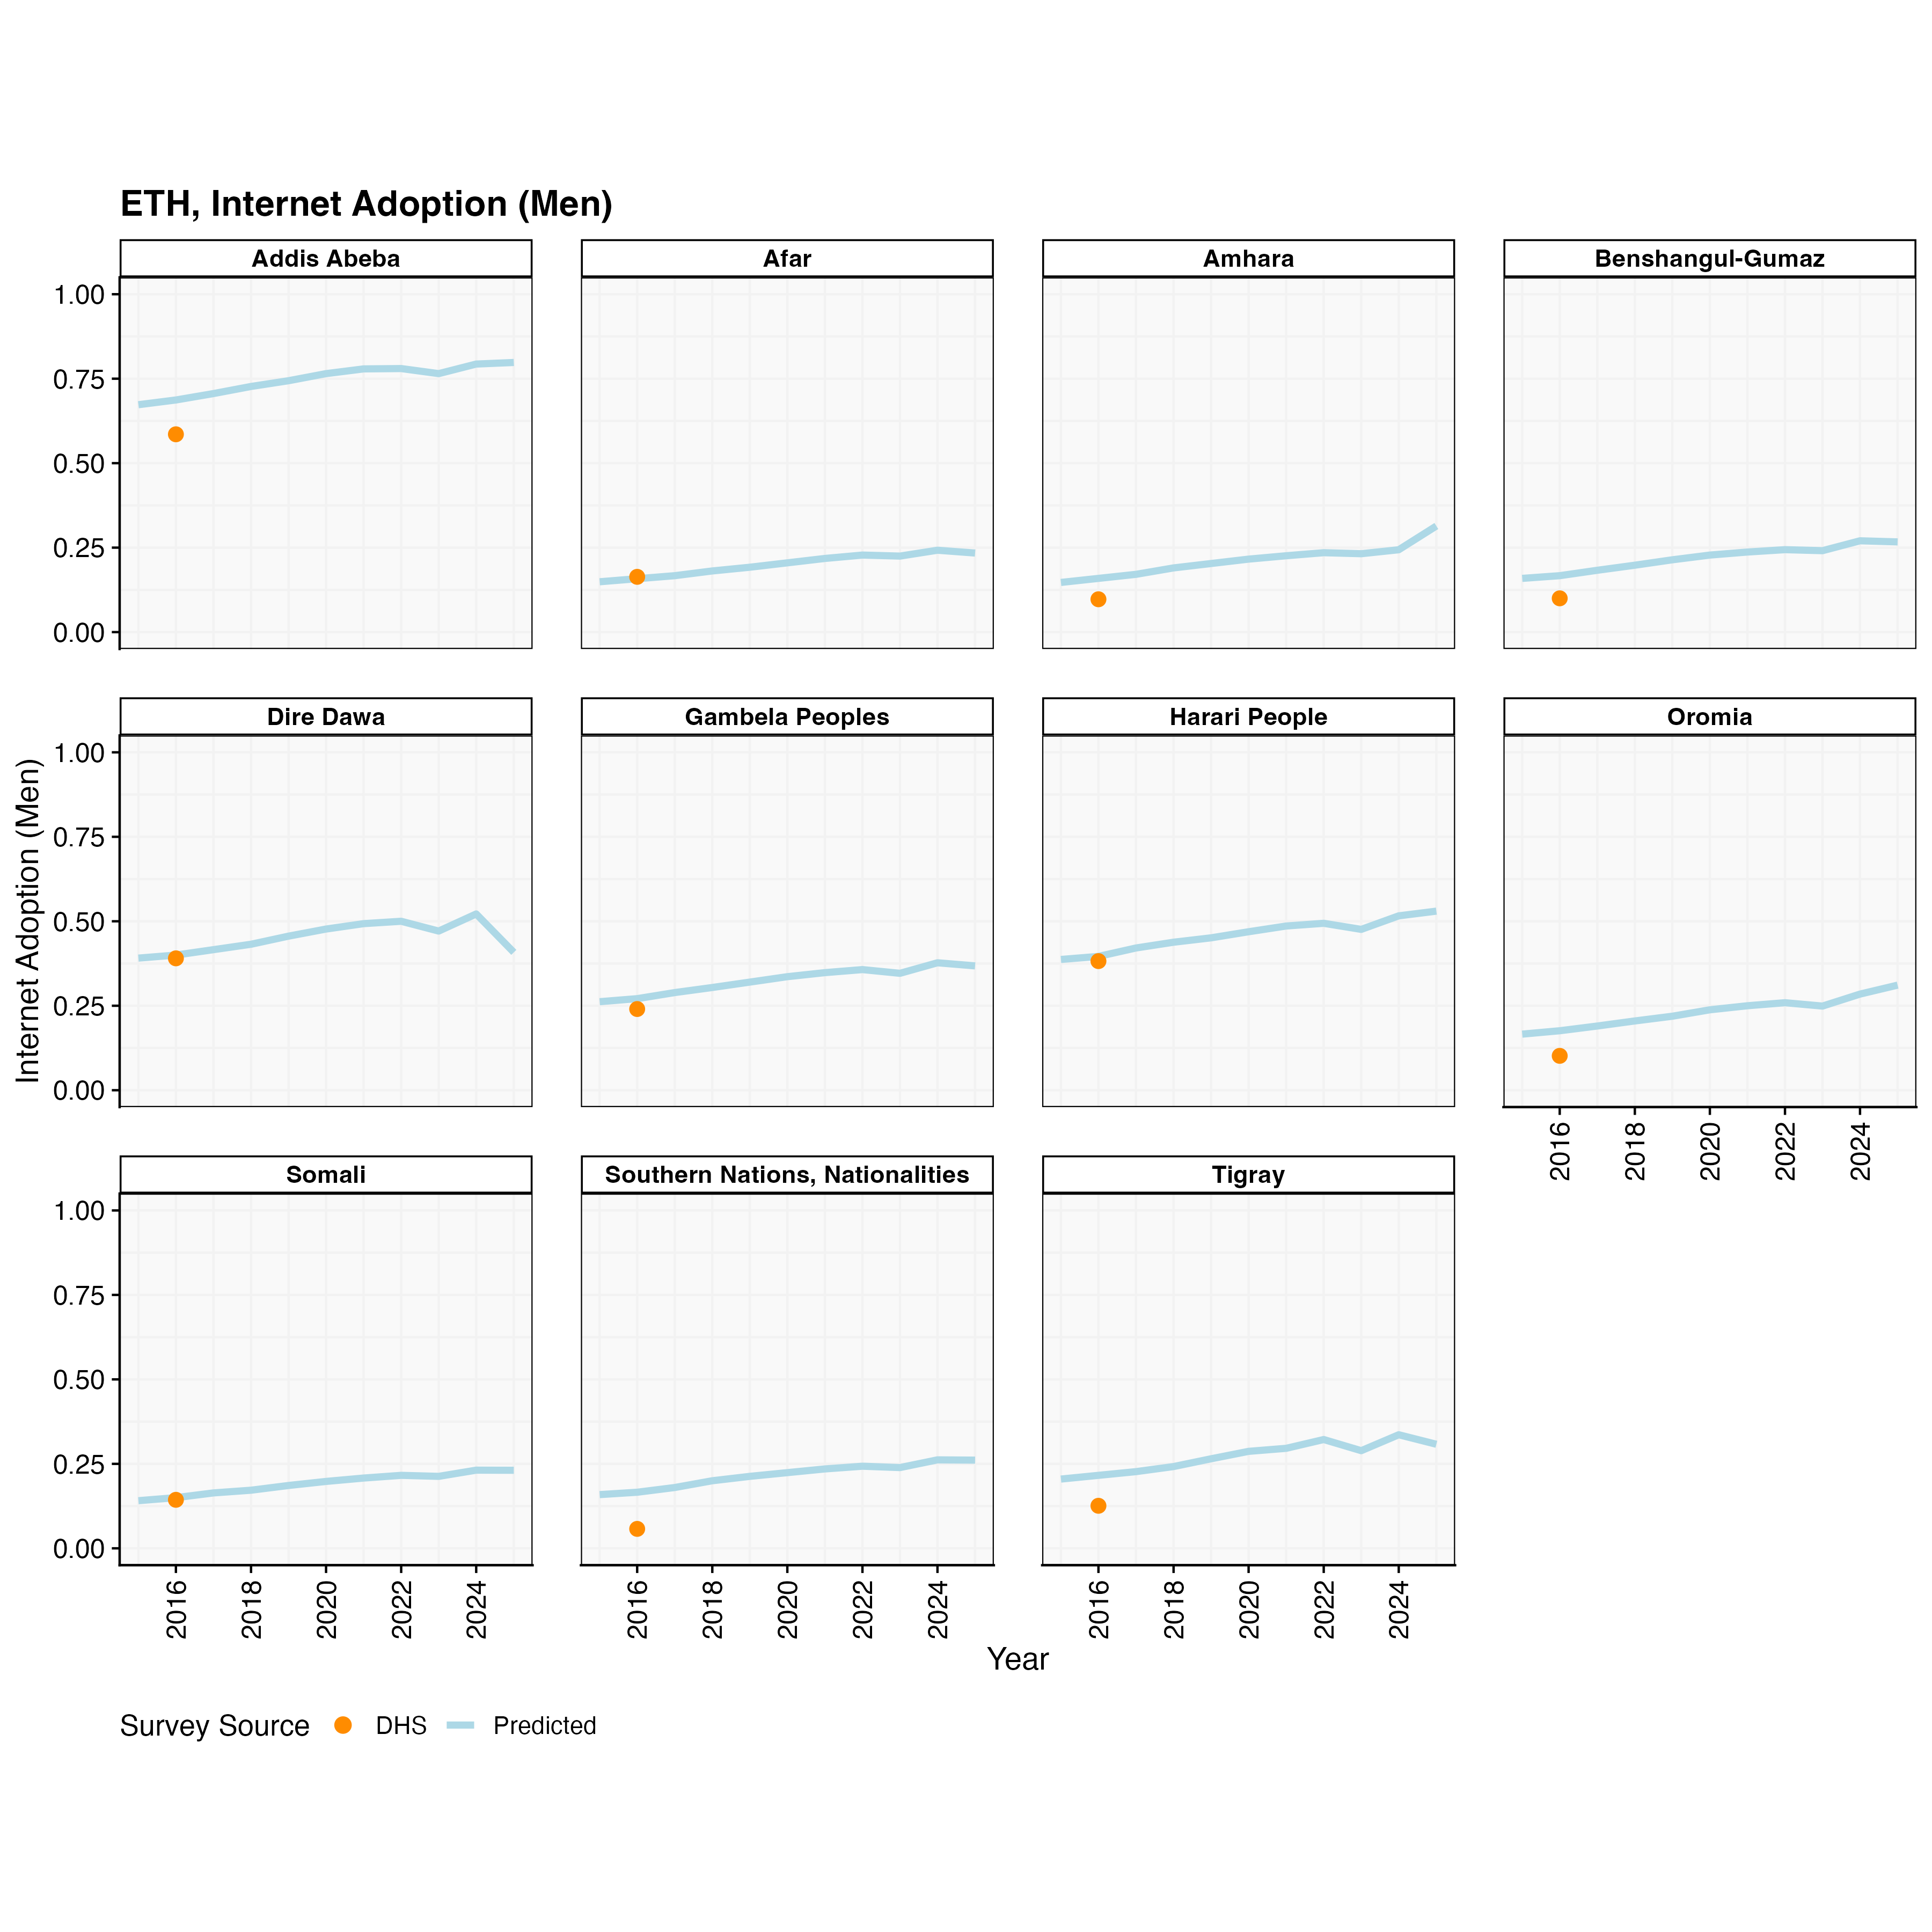 ETH, Internet Adoption (Men)
Addis Abeba
Afar
Amhara
Benshangul-Gumaz
1.00
0.75
0.50
0.25
0.00
Dire Dawa
Gambela Peoples
Harari People
Oromia
Internet Adoption (Men)
1.00
0.75
0.50
0.25
0.00
2016 2018 2020 2022 2024
Somali
Southern Nations, Nationalities
Tigray
1.00
0.75
0.50
0.25
0.00
2016 2018 2020 2022 2024
2016 2018 2020 2022 2024
2016 2018 2020 2022 2024
Year
Survey Source DHS Predicted